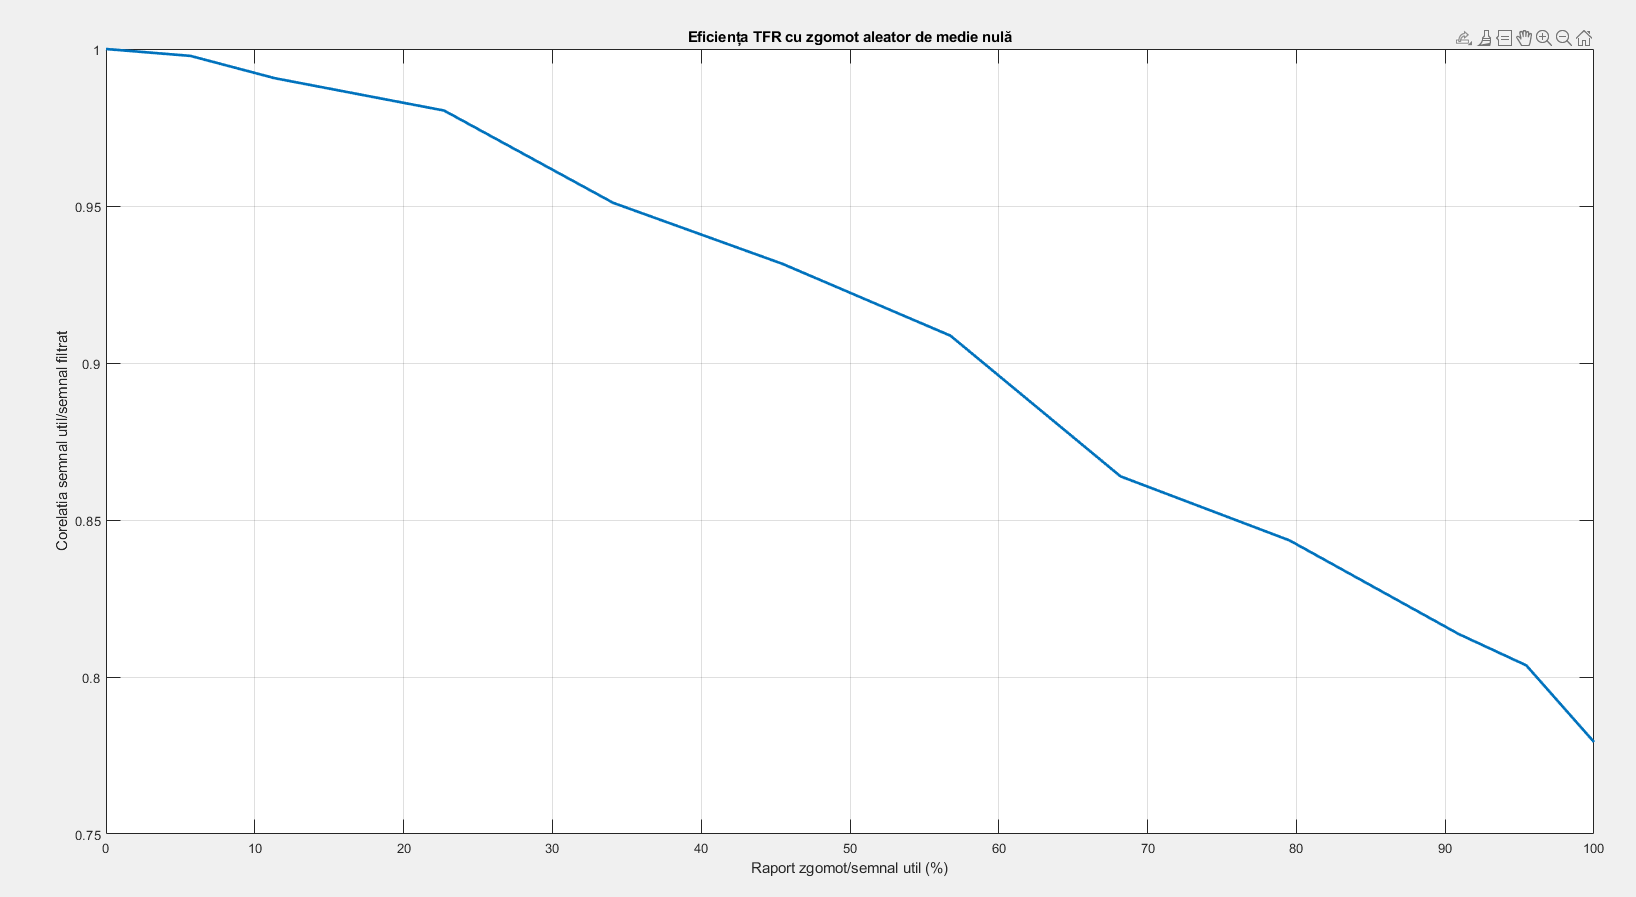 Eficiența TFR cu zgomot aleator de medie nulă
1
0.95
0.9
0.85
0.8
0.75
Corelatia semnal util/semnal filtrat
0 10 20 30 40 50 60 70 80 90 100
Raport zgomot/semnal util (%)